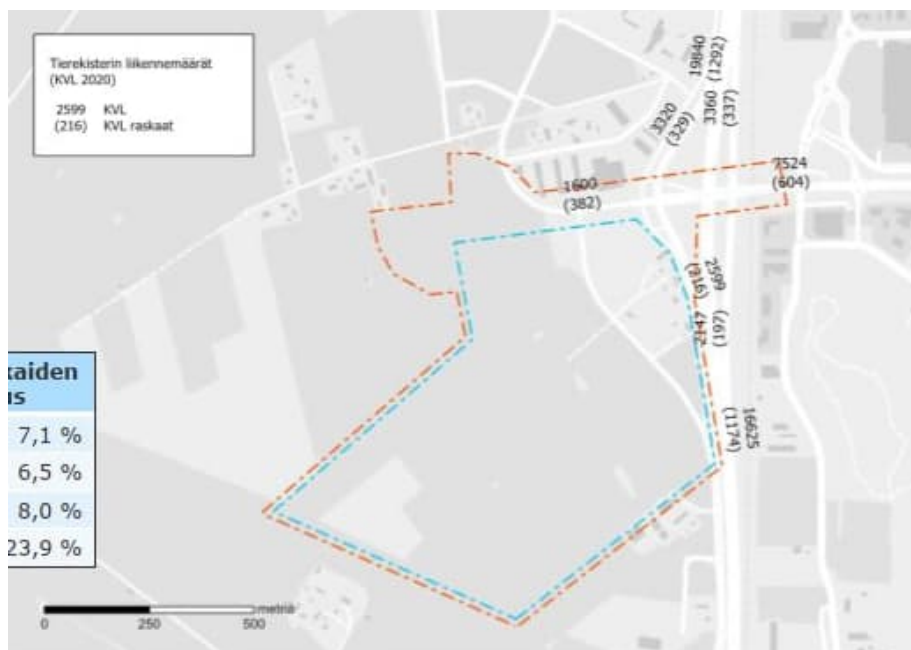 Tierekisterin liikennemäärät
(KVL 2020)
2599 KVL
(216) KVL raskaat
19840
(1292)
3360
(337)
3320
(329)
7524
(604)
1600
(382)
2599
(216)
2147
(197)
16625
(1174)
kaiden
us
7,1 %
6,5 %
8,0 %
23,9 %
metriä
0 250 500